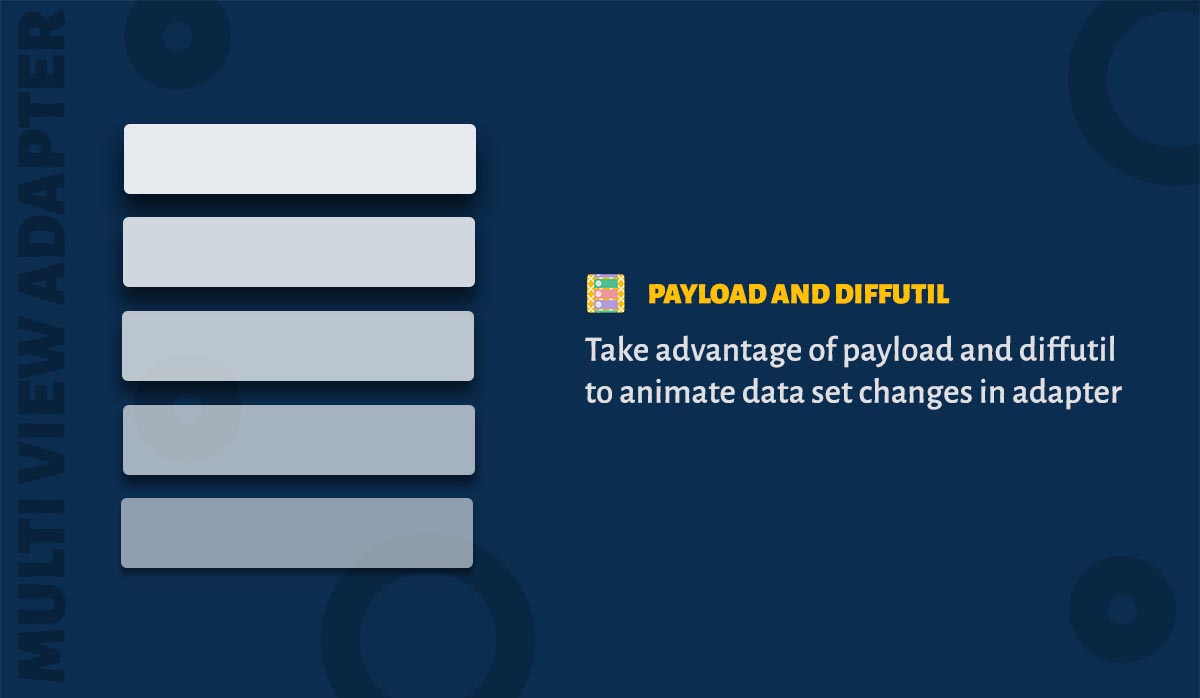 MULTI VIEW ADAPTER
PAYLOAD AND DIFFUTIL
Take advantage of payload and diffutil
to animate data set changes in adapter